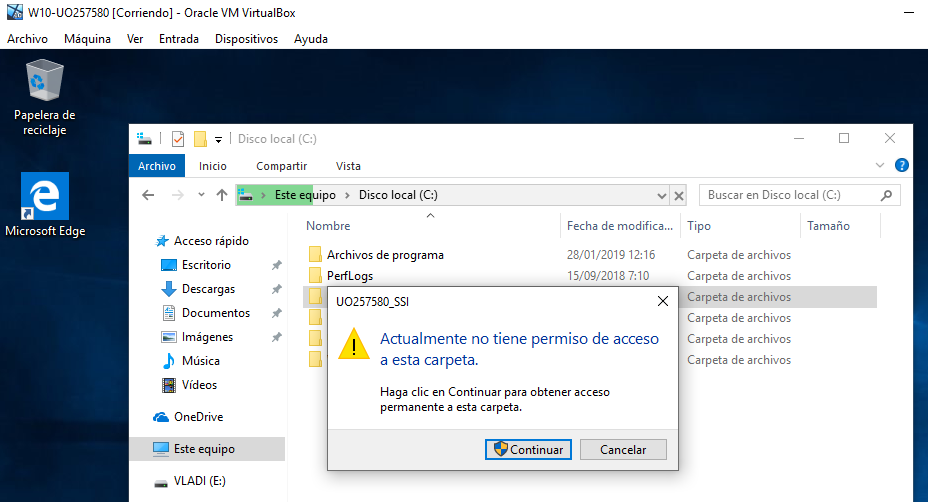 W10-UO257580 [Corriendo] - Oracle VM VirtualBox
Archivo Máquina Ver Entrada Dispositivos Ayuda
Papelera de
reciclaje
Microsoft Edge
Disco local (C:)
Archivo Inicio Compartir Vista
Este equipo > Disco local (C:)
Buscar en Disco local (C:)
Nombre Fecha de modifica... Tipo Tamaño
Acceso rápido
Escritorio
Descargas
Documentos
Imágenes
Música
Vídeos
OneDrive
Este equipo
VLADI (E:)
Archivos de programa 28/01/2019 12:16 Carpeta de archivos
PerfLogs 15/09/2018 7:10 Carpeta de archivos
Carpeta de archivos
Carpeta de archivos
Carpeta de archivos
Carpeta de archivos
UO257580_SSI
Actualmente no tiene permiso de acceso
a esta carpeta.
Haga clic en Continuar para obtener acceso
permanente a esta carpeta.
Continuar Cancelar